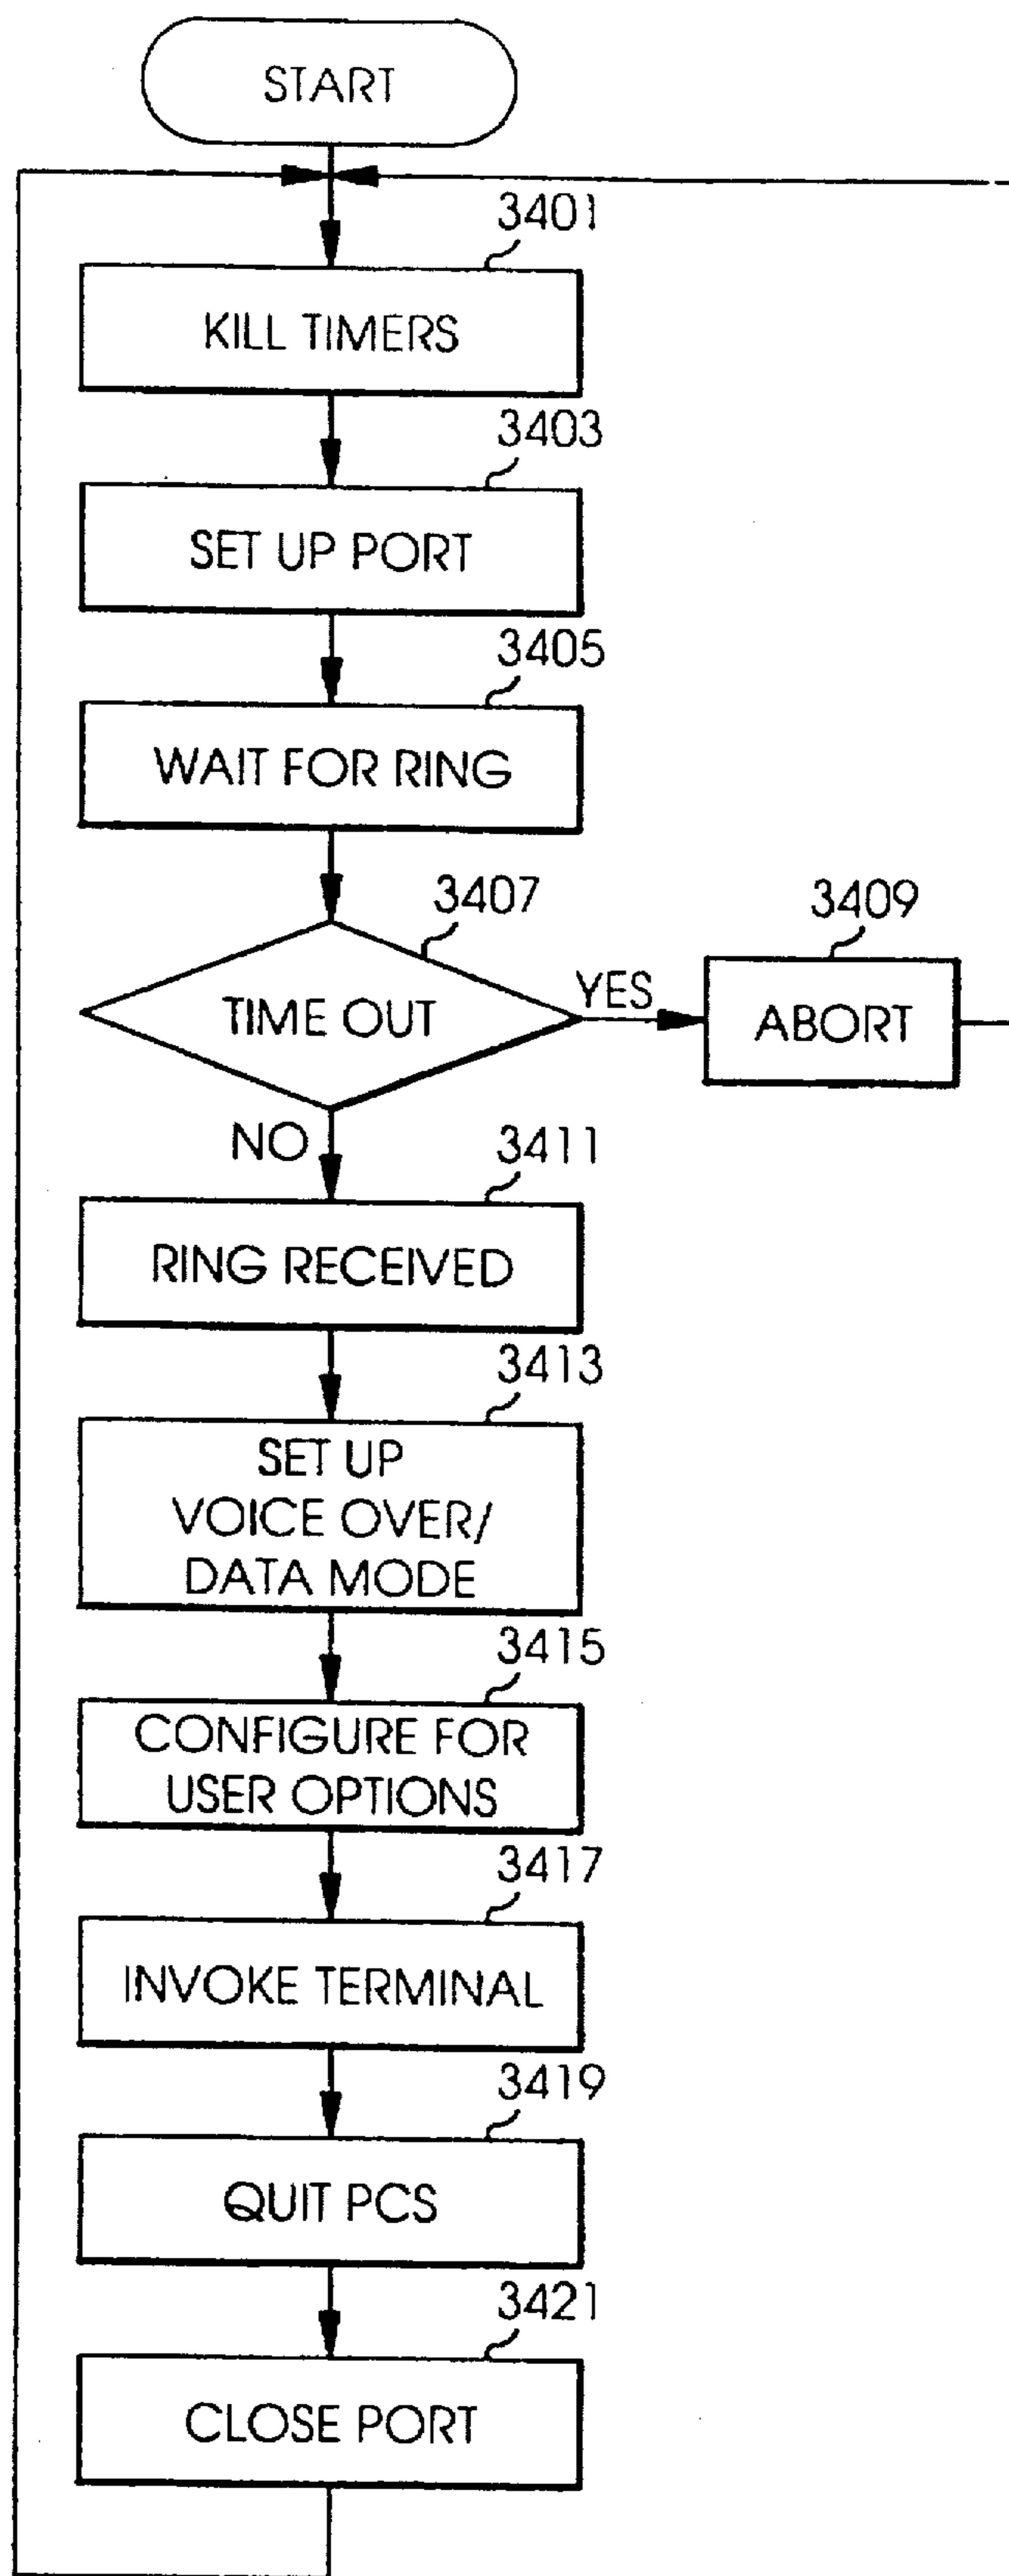 START
3401
KILL TIMERS
3403
SET UP PORT
3405
WAIT FOR RING
3407
TIME OUT
YES
3409
ABORT
NO
3411
RING RECEIVED
3413
SET UP
VOICE OVER/
DATA MODE
3415
CONFIGURE FOR
USER OPTIONS
3417
INVOKE TERMINAL
3419
QUIT PCS
3421
CLOSE PORT